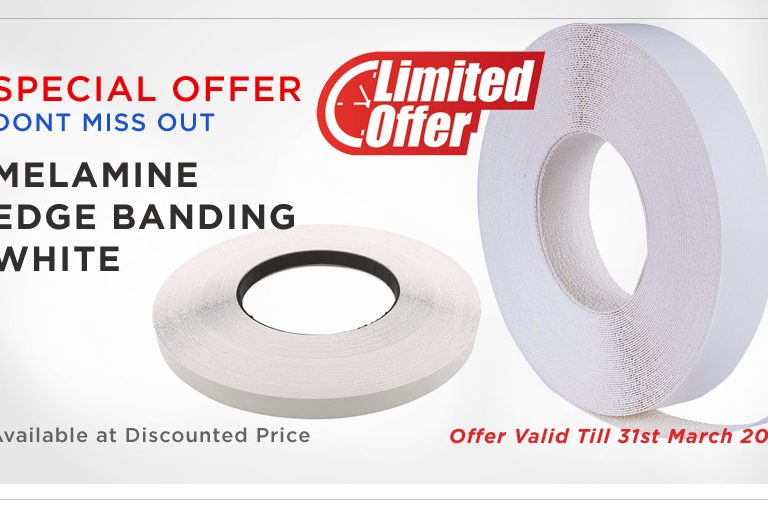 SPECIAL OFFER
DONT MISS OUT
Limited
Offer
MELAMINE
EDGE BANDING
WHITE
Available at Discounted Price
Offer Valid Till 31st March 20